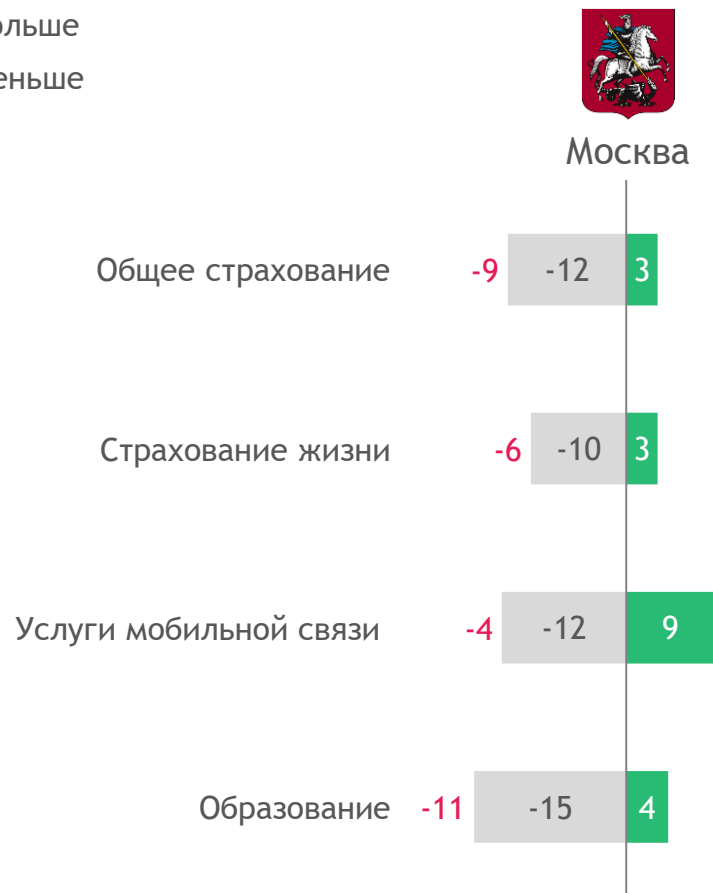 ольше
еньше
Москва
Общее страхование -9 -12 3
Страхование жизни -6 -10 3
Услуги мобильной связи -4 -12 9
Образование -11 -15 4